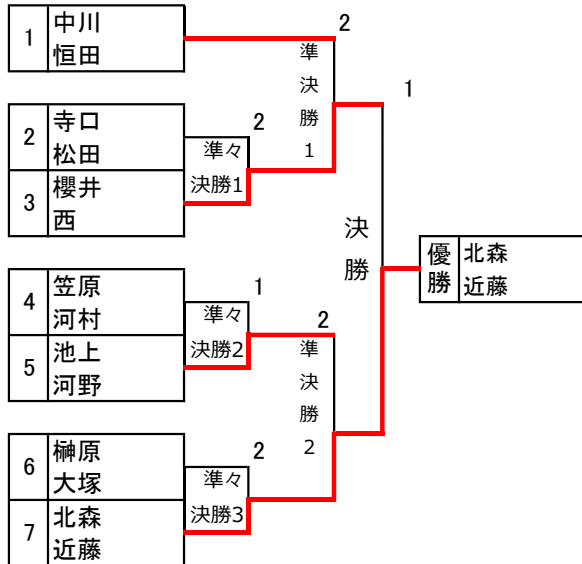 1 中川
恒田
2
準決勝1
1
2 寺口
松田
2
準々
決勝1
3 櫻井
西
決勝
優勝 北森
近藤
4 笠原
河村
1
準々
決勝2
2
5 池上
河野
準決勝2
6 榊原
大塚
2
準々
決勝3
7 北森
近藤